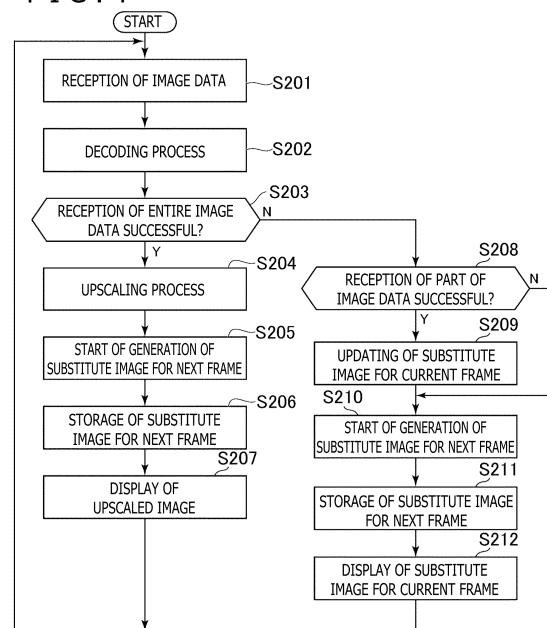 START
RECEPTION OF IMAGE DATA
S201
DECODING PROCESS
S202
RECEPTION OF ENTIRE IMAGE
DATA SUCCESSFUL?
S203
N
Y
UPSCALING PROCESS
S204
START OF GENERATION OF
SUBSTITUTE IMAGE FOR NEXT FRAME
S205
STORAGE OF SUBSTITUTE
IMAGE FOR NEXT FRAME
S206
DISPLAY OF
UPSCALED IMAGE
S207
RECEPTION OF PART OF
IMAGE DATA SUCCESSFUL?
S208
N
Y
UPDATING OF SUBSTITUTE
IMAGE FOR CURRENT FRAME
S209
START OF GENERATION OF
SUBSTITUTE IMAGE FOR NEXT FRAME
S210
STORAGE OF SUBSTITUTE IMAGE
FOR NEXT FRAME
S211
DISPLAY OF SUBSTITUTE
IMAGE FOR CURRENT FRAME
S212